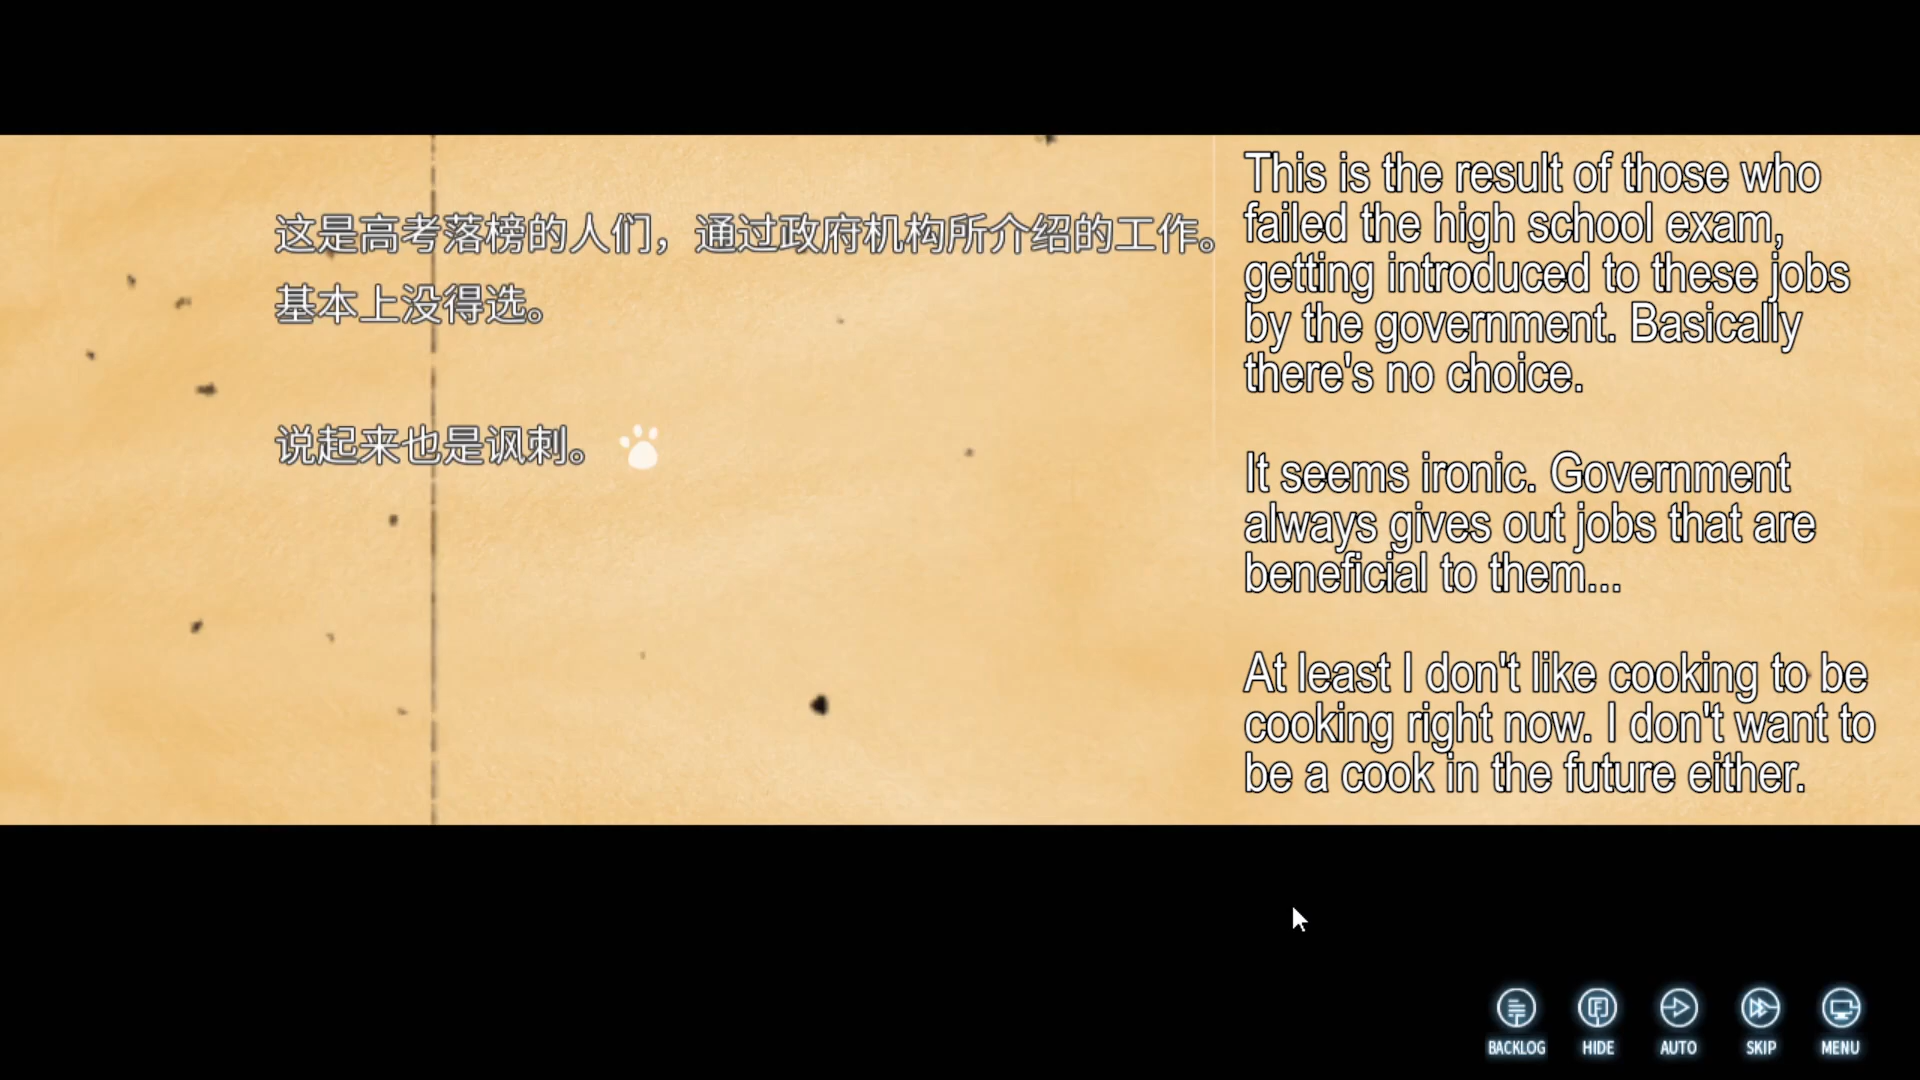 这是高考落榜的人们，通过政府机构所介绍的工作。
基本上没得选。
说起来也是讽刺。
This is the result of those who
failed the high school exam,
getting introduced to these jobs
by the government. Basically
there's no choice.
It seems ironic. Government
always gives out jobs that are
beneficial to them...
At least I don't like cooking to be
cooking right now. I don't want to
be a cook in the future either.
BACKLOG
HIDE
AUTO
SKIP
MENU